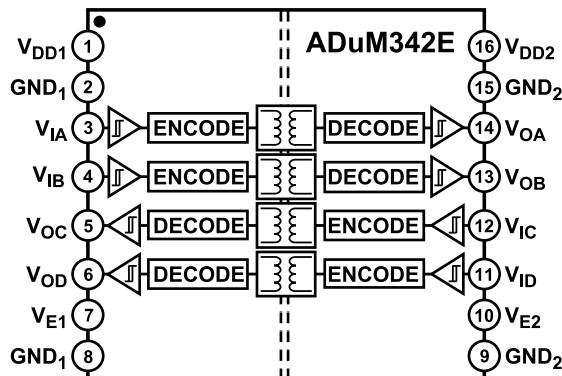 ADuM342E
VDD1 1 16 VDD2
GND1 2 15 GND2
VIA 3 ENCODE DECODE 14 VOA
VIB 4 ENCODE DECODE 13 VOB
VOC 5 DECODE ENCODE 12 VIC
VOD 6 DECODE ENCODE 11 VID
VE1 7 10 VE2
GND1 8 9 GND2